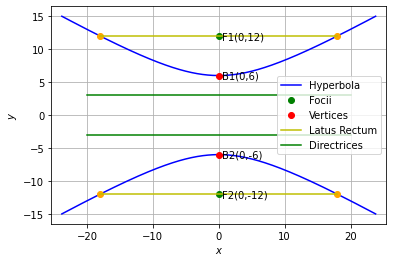 15
10
5
0
−5
−10
−15
−20
−10
0
10
20
y
x
F1(0,12)
B1(0,6)
B2(0,-6)
F2(0,-12)
Hyperbola
Focii
Vertices
Latus Rectum
Directrices